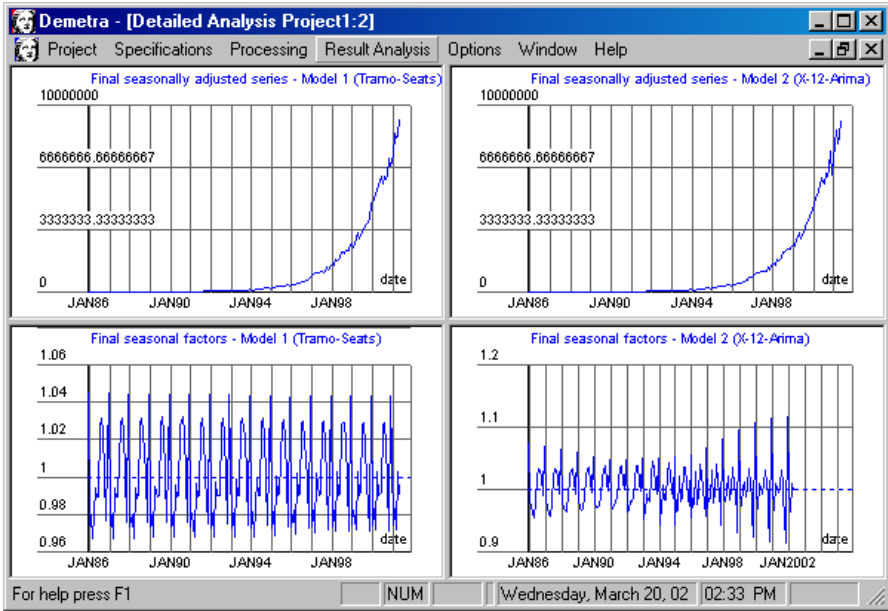 Demetra - [Detailed Analysis Project1:2]
Project Specifications Processing Result Analysis Options Window Help
Final seasonally adjusted series - Model 1 (Tramo-Seats)
10000000
6666666.66666667
3333333.33333333
0
date
JAN86 JAN90 JAN94 JAN98
Final seasonally adjusted series - Model 2 (X-12-Arima)
10000000
6666666.66666667
3333333.33333333
0
date
JAN86 JAN90 JAN94 JAN98
Final seasonal factors - Model 1 (Tramo-Seats)
1.06
1.04
1.02
1
0.98
0.96
date
JAN86 JAN90 JAN94 JAN98
Final seasonal factors - Model 2 (X-12-Arima)
1.2
1.1
1
0.9
date
JAN86 JAN90 JAN94 JAN98 JAN2002
For help press F1 NUM Wednesday, March 20, 02 02:33 PM